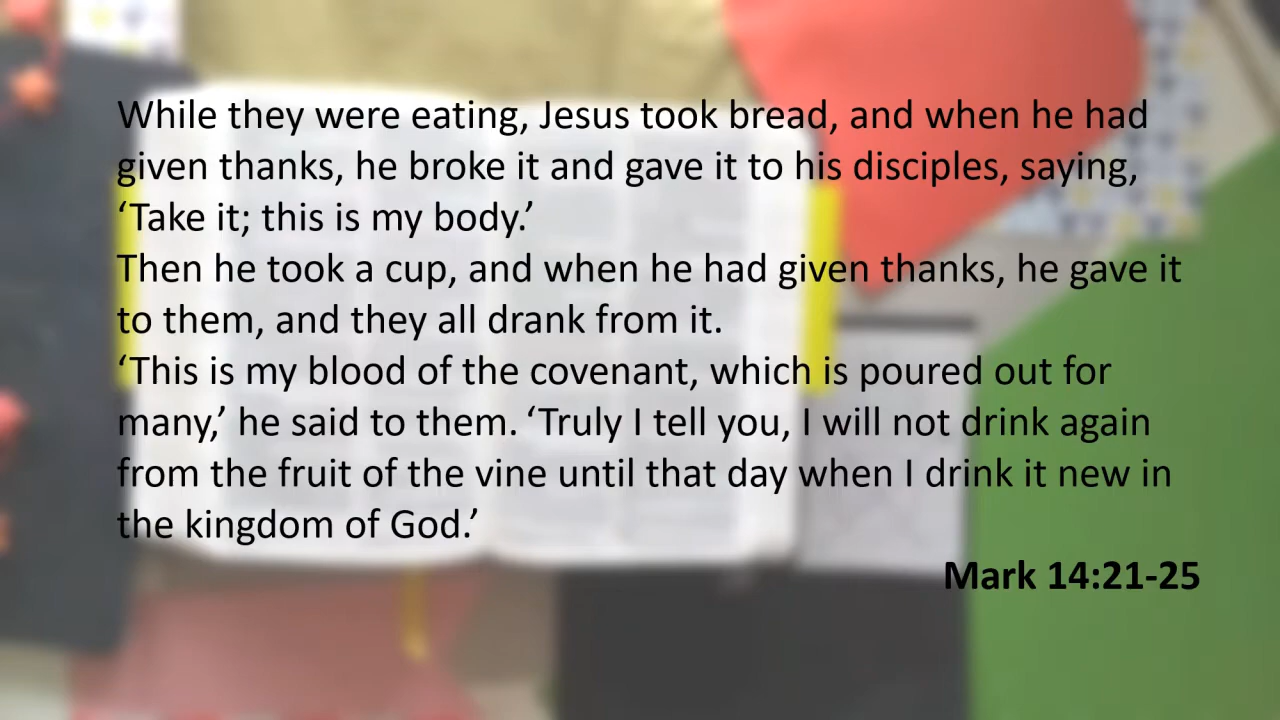 While they were eating, Jesus took bread, and when he had
given thanks, he broke it and gave it to his disciples, saying,
‘Take it; this is my body.’
Then he took a cup, and when he had given thanks, he gave it
to them, and they all drank from it.
‘This is my blood of the covenant, which is poured out for
many,’ he said to them. ‘Truly I tell you, I will not drink again
from the fruit of the vine until that day when I drink it new in
the kingdom of God.’
Mark 14:21-25